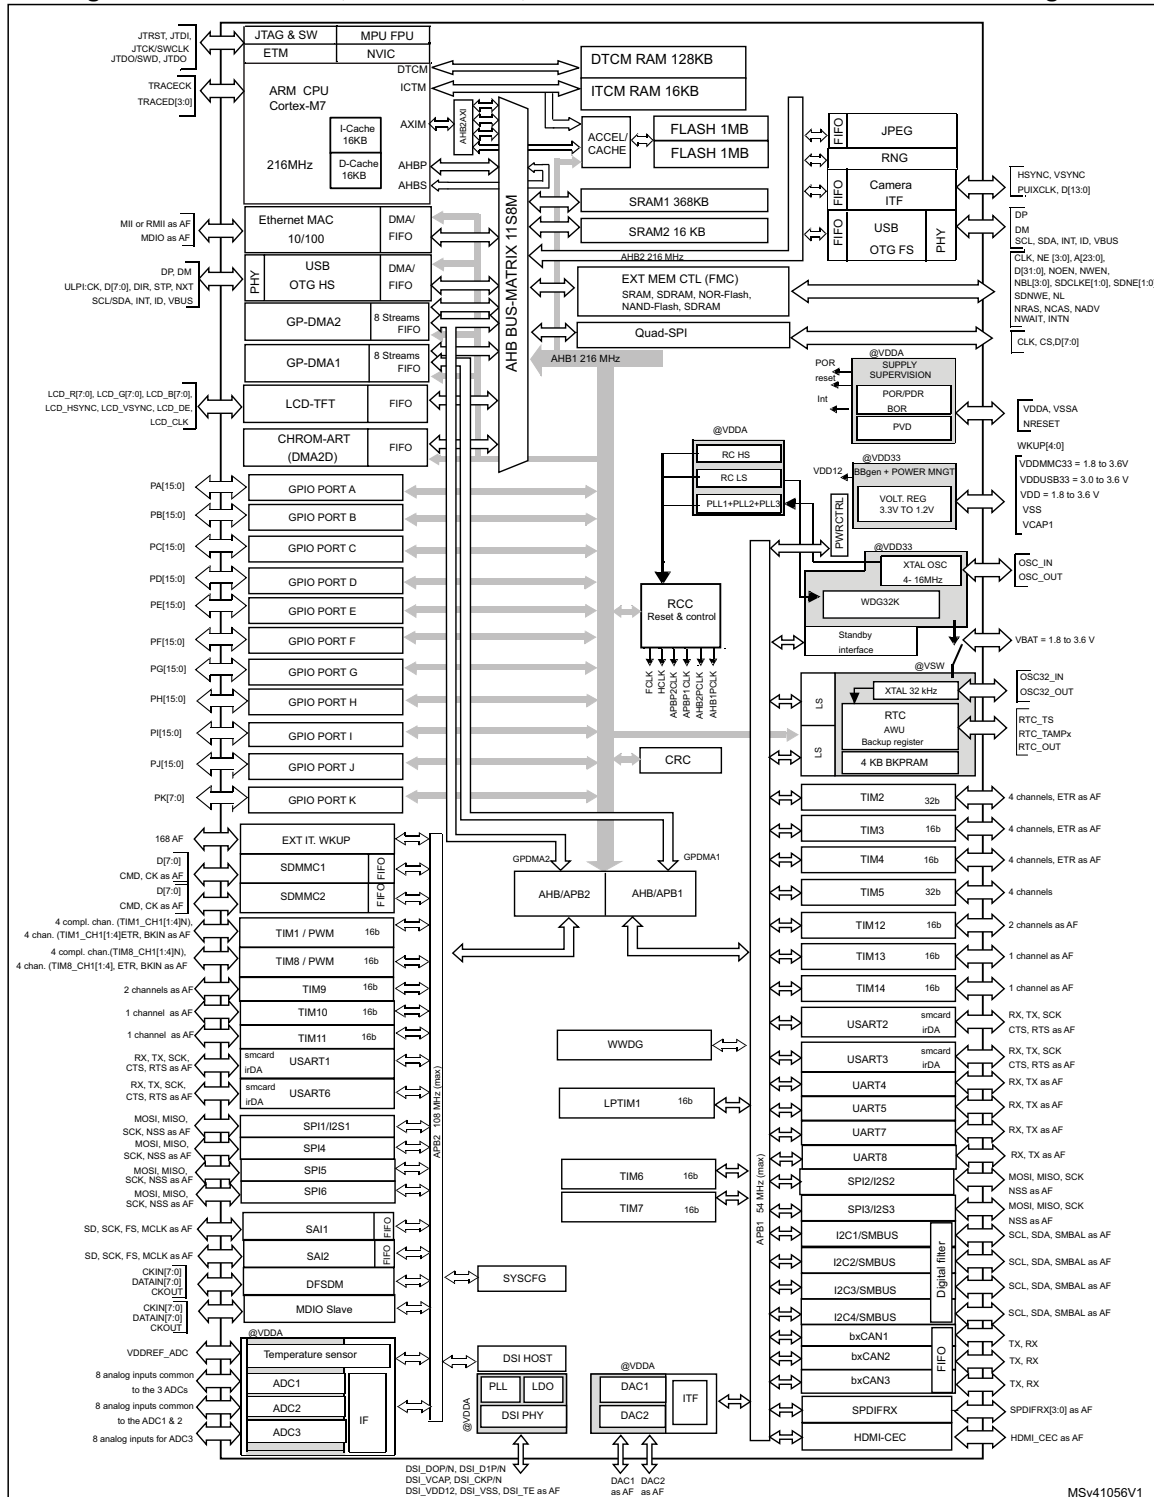 JTRST, JTDI,
JTCK/SWCLK
JTDO/SWD, JTDO
TRACECK
TRACED[3:0]
JTAG & SW
MPU FPU
ETM
NVIC
DTCM
ICTM
ARM CPU
Cortex-M7
AXIM
I-Cache
16KB
216MHz
D-Cache
16KB
AHBP
AHBS
AHB2AXI
AHB BUS-MATRIX 11S8M
DTCM RAM 128KB
ITCM RAM 16KB
ACCEL/
CACHE
FLASH 1MB
FLASH 1MB
SRAM1 368KB
SRAM2 16 KB
AHB2 216 MHz
EXT MEM CTL (FMC)
SRAM, SDRAM, NOR-Flash,
NAND-Flash, SDRAM
Quad-SPI
AHB1 216 MHz
FIFO
JPEG
RNG
FIFO
Camera
ITF
FIFO
USB
OTG FS
PHY
HSYNC, VSYNC
PUIXCLK, D[13:0]
DP
DM
SCL, SDA, INT, ID, VBUS
CLK, NE [3:0], A[23:0],
D[31:0], NOEN, NWEN,
NBL[3:0], SDCLKE[1:0], SDNE[1:0]
SDNWE, NL
NRAS, NCAS, NADV
NWAIT, INTN
CLK, CS,D[7:0]
MII or RMII as AF
MDIO as AF
Ethernet MAC
10/100
DMA/
FIFO
DP, DM
ULPI:CK, D[7:0], DIR, STP, NXT
SCL/SDA, INT, ID, VBUS
PHY
USB
OTG HS
DMA/
FIFO
GP-DMA2
8 Streams
FIFO
GP-DMA1
8 Streams
FIFO
LCD_R[7:0], LCD_G[7:0], LCD_B[7:0],
LCD_HSYNC, LCD_VSYNC, LCD_DE,
LCD_CLK
LCD-TFT
FIFO
CHROM-ART
(DMA2D)
FIFO
PA[15:0]
GPIO PORT A
PB[15:0]
GPIO PORT B
PC[15:0]
GPIO PORT C
PD[15:0]
GPIO PORT D
PE[15:0]
GPIO PORT E
PF[15:0]
GPIO PORT F
PG[15:0]
GPIO PORT G
PH[15:0]
GPIO PORT H
PI[15:0]
GPIO PORT I
PJ[15:0]
GPIO PORT J
PK[7:0]
GPIO PORT K
@VDDA
RC HS
RC LS
PLL1+PLL2+PLL3
RCC
Reset & control
FCLK
HCLK
APBP2CLK
APBP1CLK
AHB2PCLK
AHB1PCLK
CRC
@VDDA
POR
reset
Int
SUPPLY
SUPERVISION
POR/PDR
BOR
PVD
VDDA, VSSA
NRESET
WKUP[4:0]
@VDD33
VDD12
BBgen + POWER MNGT
VOLT. REG
3.3V TO 1.2V
PWRCTRL
VDDMMC33 = 1.8 to 3.6V
VDDUSB33 = 3.0 to 3.6 V
VDD = 1.8 to 3.6 V
VSS
VCAP1
@VDD33
XTAL OSC
4- 16MHz
WDG32K
Standby
interface
OSC_IN
OSC_OUT
VBAT = 1.8 to 3.6 V
@VSW
LS
LS
XTAL 32 kHz
RTC
AWU
Backup register
4 KB BKPRAM
OSC32_IN
OSC32_OUT
RTC_TS
RTC_TAMPx
RTC_OUT
168 AF
EXT IT. WKUP
D[7:0]
CMD, CK as AF
SDMMC1
FIFO
D[7:0]
CMD, CK as AF
SDMMC2
FIFO
4 compl. chan. (TIM1_CH1[1:4]N),
4 chan. (TIM1_CH1[1:4]ETR, BKIN as AF
TIM1 / PWM 16b
4 compl. chan.(TIM8_CH1[1:4]N),
4 chan. (TIM8_CH1[1:4], ETR, BKIN as AF
TIM8 / PWM 16b
2 channels as AF
TIM9 16b
1 channel as AF
TIM10 16b
1 channel as AF
TIM11 16b
RX, TX, SCK,
CTS, RTS as AF
smcard
irDA
USART1
RX, TX, SCK,
CTS, RTS as AF
smcard
irDA
USART6
MOSI, MISO,
SCK, NSS as AF
SPI1/I2S1
MOSI, MISO,
SCK, NSS as AF
SPI4
MOSI, MISO,
SCK, NSS as AF
SPI5
MOSI, MISO,
SCK, NSS as AF
SPI6
SD, SCK, FS, MCLK as AF
SAI1
FIFO
SD, SCK, FS, MCLK as AF
SAI2
FIFO
CKIN[7:0]
DATAIN[7:0]
CKOUT
DFSDM
CKIN[7:0]
DATAIN[7:0]
CKOUT
MDIO Slave
@VDDA
VDDREF_ADC
Temperature sensor
8 analog inputs common
to the 3 ADCs
ADC1
8 analog inputs common
to the ADC1 & 2
ADC2
8 analog inputs for ADC3
ADC3
IF
APB2 108 MHz (max)
GPDMA2
GPDMA1
AHB/APB2
AHB/APB1
WWDG
LPTIM1 16b
TIM6 16b
TIM7 16b
SYSCFG
DSI HOST
PLL
LDO
DSI PHY
@VDDA
DSI_DOP/N, DSI_D1P/N
DSI_VCAP, DSI_CKP/N
DSI_VDD12, DSI_VSS, DSI_TE as AF
@VDDA
DAC1
DAC2
ITF
DAC1
as AF
DAC2
as AF
APB1 54 MHz (max)
TIM2 32b
4 channels, ETR as AF
TIM3 16b
4 channels, ETR as AF
TIM4 16b
4 channels, ETR as AF
TIM5 32b
4 channels
TIM12 16b
2 channels as AF
TIM13 16b
1 channel as AF
TIM14 16b
1 channel as AF
USART2
smcard
irDA
RX, TX, SCK
CTS, RTS as AF
USART3
smcard
irDA
RX, TX, SCK
CTS, RTS as AF
UART4
RX, TX as AF
UART5
RX, TX as AF
UART7
RX, TX as AF
UART8
RX, TX as AF
SPI2/I2S2
MOSI, MISO, SCK
NSS as AF
SPI3/I2S3
MOSI, MISO, SCK
NSS as AF
I2C1/SMBUS
SCL, SDA, SMBAL as AF
I2C2/SMBUS
SCL, SDA, SMBAL as AF
I2C3/SMBUS
SCL, SDA, SMBAL as AF
I2C4/SMBUS
SCL, SDA, SMBAL as AF
Digital filter
bxCAN1
TX, RX
bxCAN2
TX, RX
bxCAN3
TX, RX
FIFO
SPDIFRX
SPDIFRX[3:0] as AF
HDMI-CEC
HDMI_CEC as AF
MSv41056V1